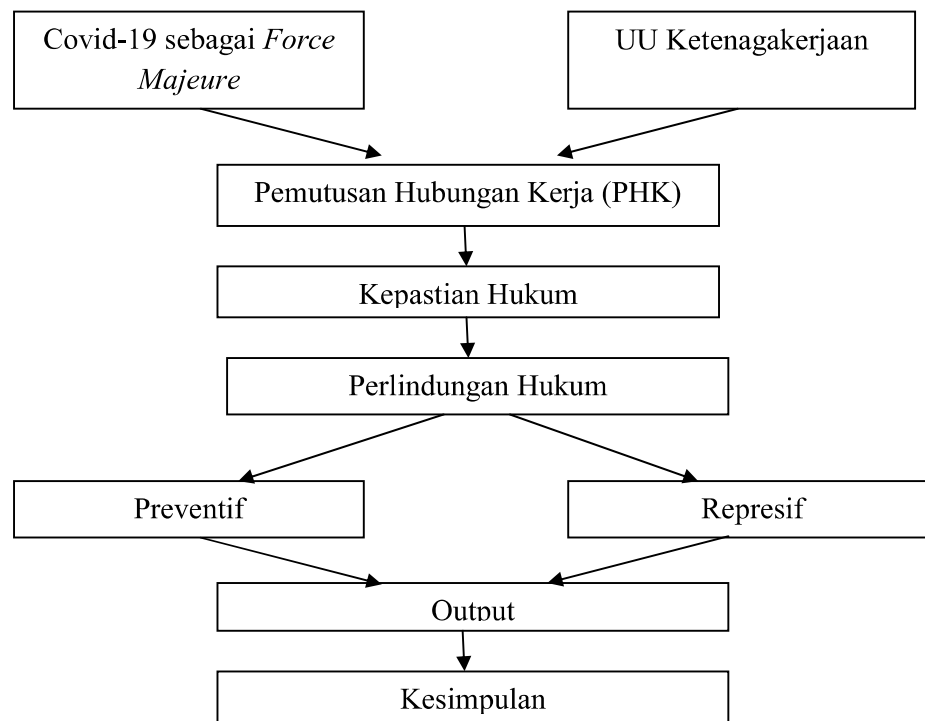 Covid-19 sebagai Force
Majeure
UU Ketenagakerjaan
Pemutusan Hubungan Kerja (PHK)
Kepastian Hukum
Perlindungan Hukum
Preventif
Represif
Output
Kesimpulan